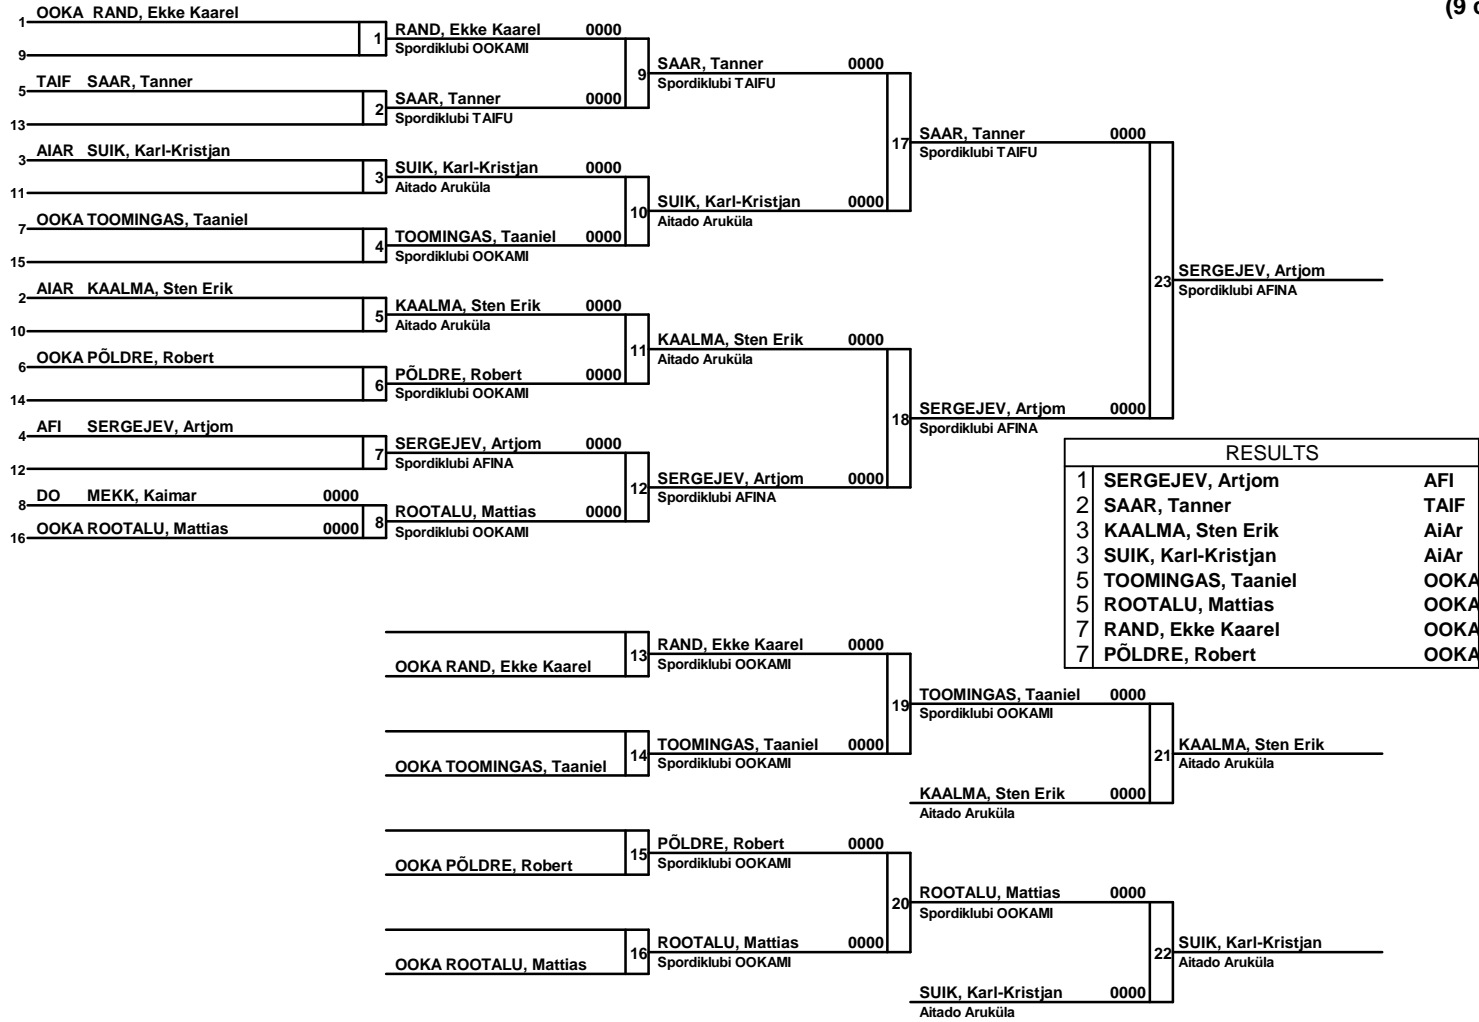 (9 c
1 OOKA RAND, Ekke Kaarel
9
1 RAND, Ekke Kaarel 0000
Spordiklubi OOKAMI
5 TAIF SAAR, Tanner
13
2 SAAR, Tanner 0000
Spordiklubi TAIFU
9 SAAR, Tanner 0000
Spordiklubi TAIFU
3 AIAR SUIK, Karl-Kristjan
11
3 SUIK, Karl-Kristjan 0000
Aitado Aruküla
7 OOKA TOOMINGAS, Taaniel
15
4 TOOMINGAS, Taaniel 0000
Spordiklubi OOKAMI
10 SUIK, Karl-Kristjan 0000
Aitado Aruküla
17 SAAR, Tanner 0000
Spordiklubi TAIFU
2 AIAR KAALMA, Sten Erik
10
5 KAALMA, Sten Erik 0000
Aitado Aruküla
6 OOKA PÕLDRE, Robert
14
6 PÕLDRE, Robert 0000
Spordiklubi OOKAMI
11 KAALMA, Sten Erik 0000
Aitado Aruküla
4 AFI SERGEJEV, Artjom
12
7 SERGEJEV, Artjom 0000
Spordiklubi AFINA
8 DO MEKK, Kaimar 0000
16 OOKA ROOTALU, Mattias 0000
8 ROOTALU, Mattias 0000
Spordiklubi OOKAMI
12 SERGEJEV, Artjom 0000
Spordiklubi AFINA
18 SERGEJEV, Artjom 0000
Spordiklubi AFINA
23 SERGEJEV, Artjom
Spordiklubi AFINA
RESULTS
1 SERGEJEV, Artjom AFI
2 SAAR, Tanner TAIF
3 KAALMA, Sten Erik AiAr
3 SUIK, Karl-Kristjan AiAr
5 TOOMINGAS, Taaniel OOKA
5 ROOTALU, Mattias OOKA
7 RAND, Ekke Kaarel OOKA
7 PÕLDRE, Robert OOKA
OOKA RAND, Ekke Kaarel
13 RAND, Ekke Kaarel 0000
Spordiklubi OOKAMI
OOKA TOOMINGAS, Taaniel
14 TOOMINGAS, Taaniel 0000
Spordiklubi OOKAMI
19 TOOMINGAS, Taaniel 0000
Spordiklubi OOKAMI
KAALMA, Sten Erik 0000
Aitado Aruküla
21 KAALMA, Sten Erik
Aitado Aruküla
OOKA PÕLDRE, Robert
15 PÕLDRE, Robert 0000
Spordiklubi OOKAMI
OOKA ROOTALU, Mattias
16 ROOTALU, Mattias 0000
Spordiklubi OOKAMI
20 ROOTALU, Mattias 0000
Spordiklubi OOKAMI
SUIK, Karl-Kristjan 0000
Aitado Aruküla
22 SUIK, Karl-Kristjan
Aitado Aruküla